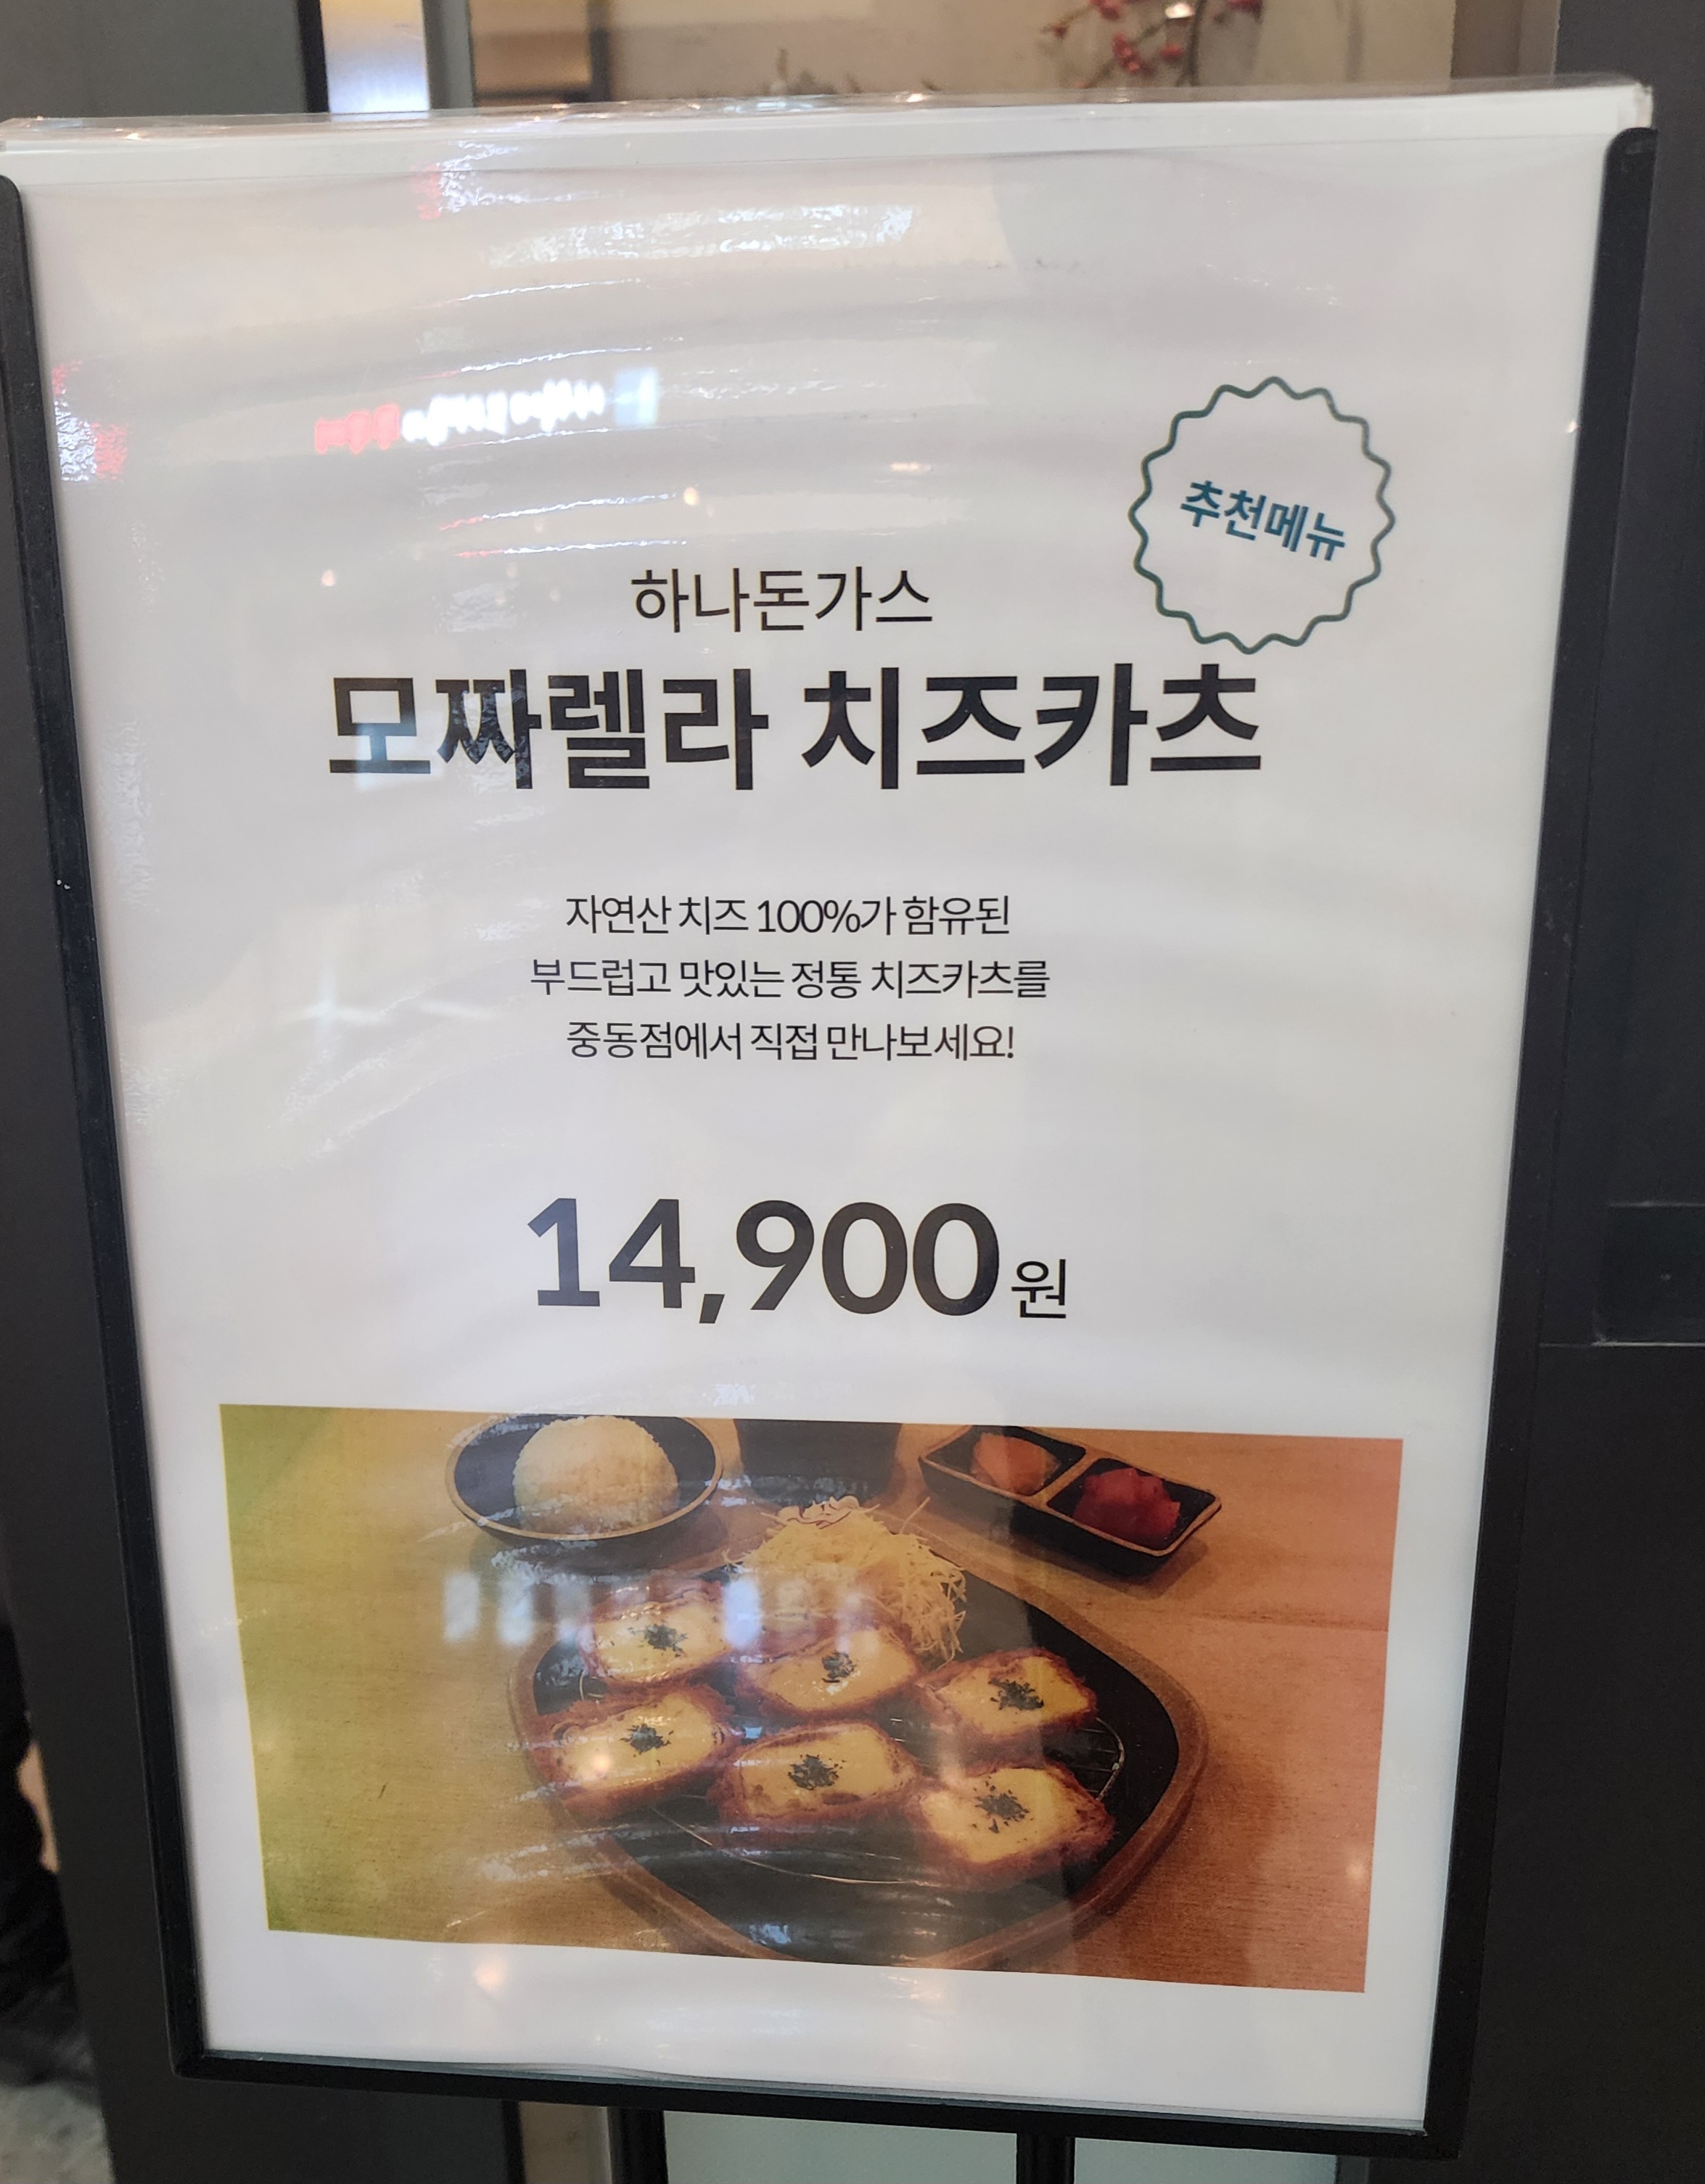 추천메뉴
하나돈가스
모짜렐라 치즈카츠
자연산 치즈 100%가 함유된
부드럽고 맛있는 정통 치즈카츠를
중동점에서 직접 만나보세요!
14,900원